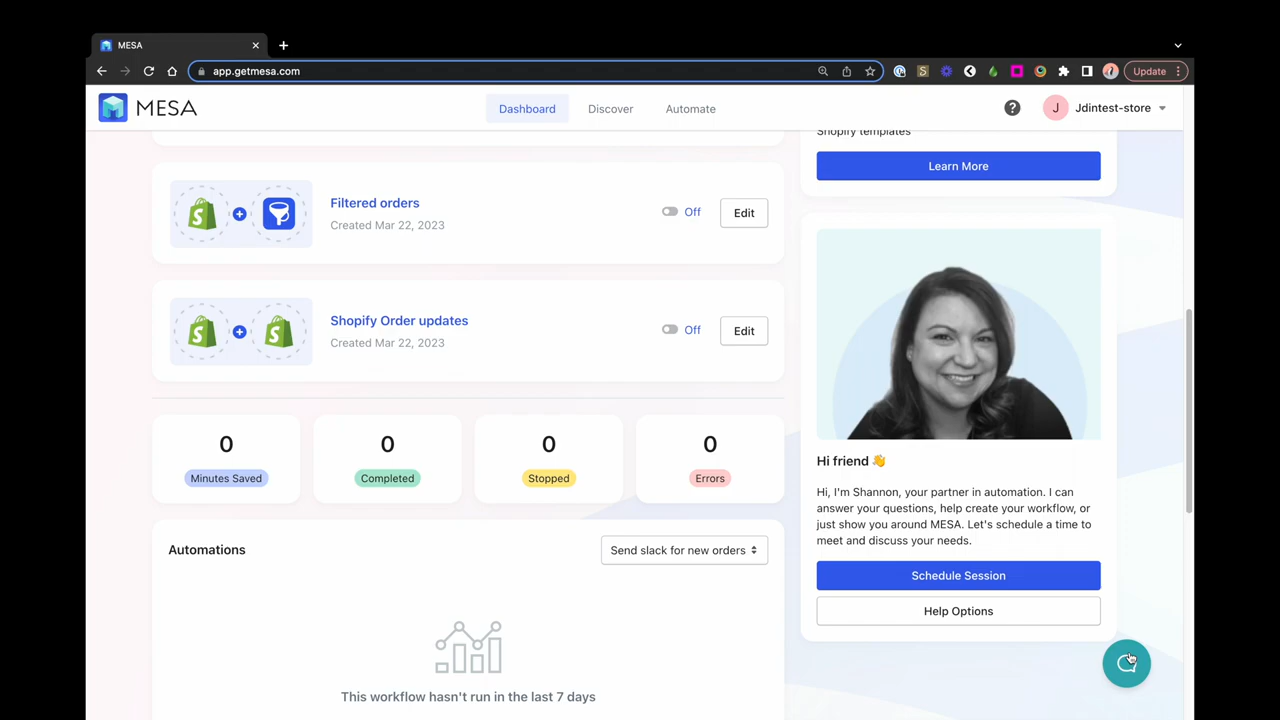 MESA
app.getmesa.com
Update
MESA
Dashboard
Discover
Automate
J
Jdintest-store
Shopify templates
Learn More
Filtered orders
Created Mar 22, 2023
Off
Edit
Shopify Order updates
Created Mar 22, 2023
Off
Edit
0
Minutes Saved
0
Completed
0
Stopped
0
Errors
Automations
Send slack for new orders
This workflow hasn't run in the last 7 days
Hi friend 👋
Hi, I'm Shannon, your partner in automation. I can
answer your questions, help create your workflow, or
just show you around MESA. Let's schedule a time to
meet and discuss your needs.
Schedule Session
Help Options